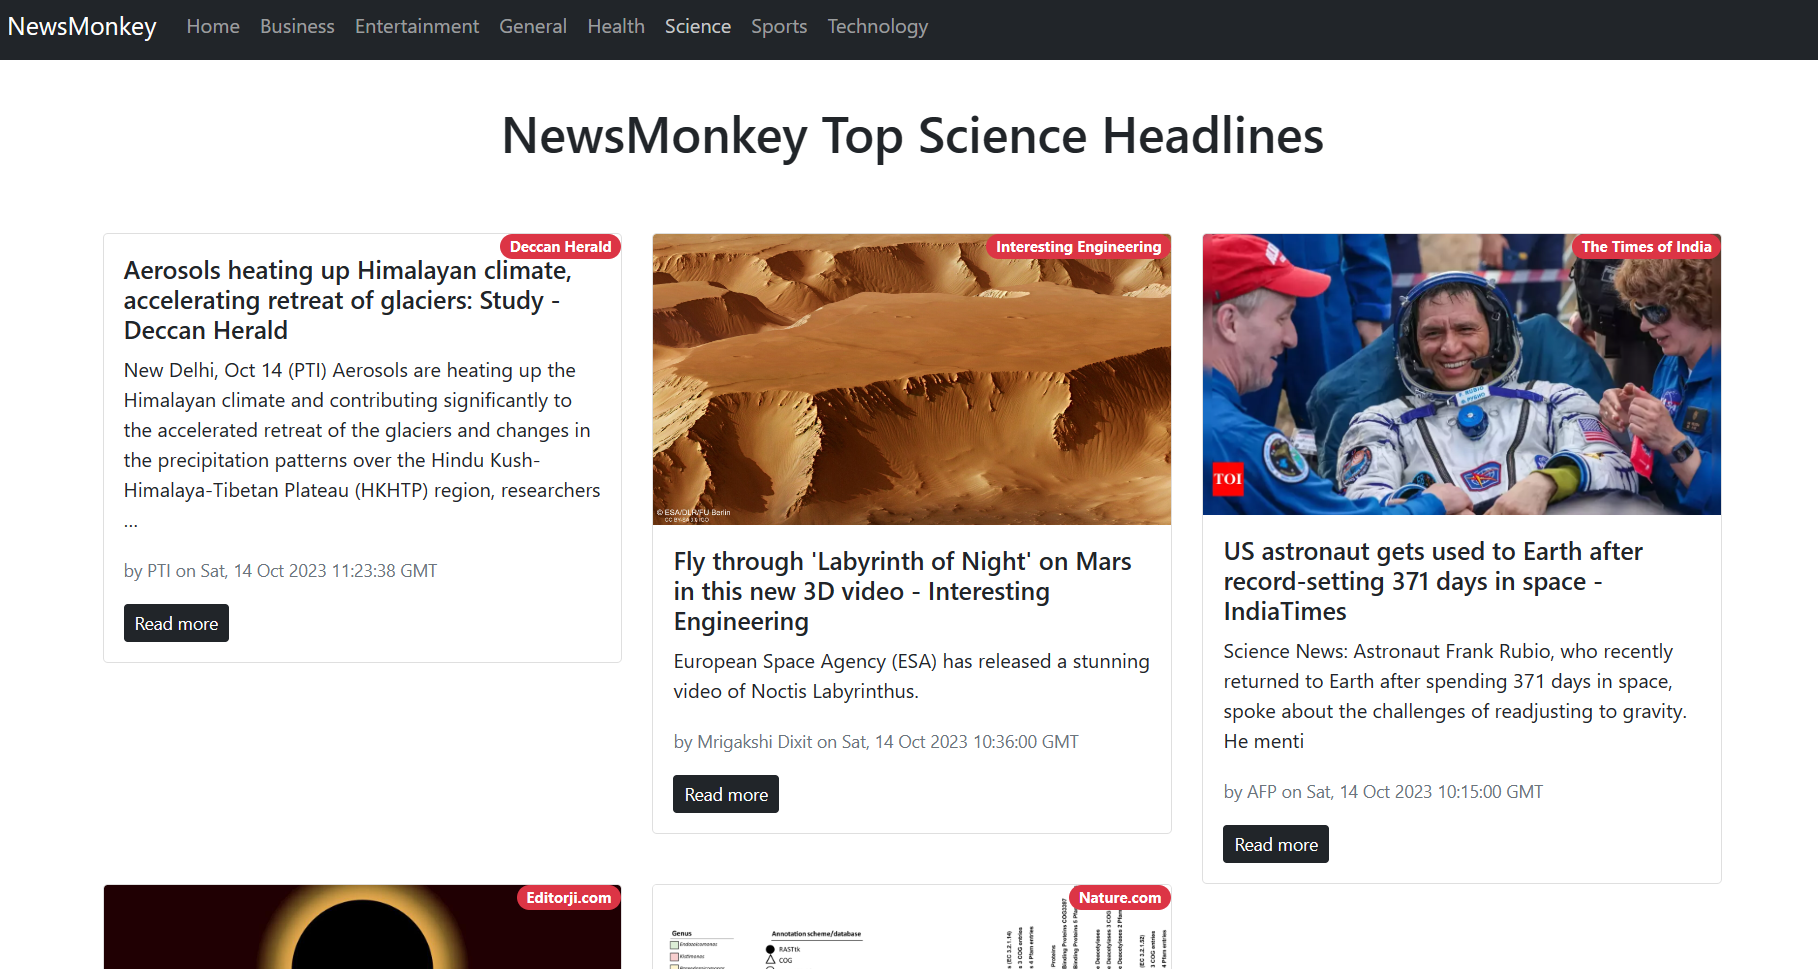 NewsMonkey Home Business Entertainment General Health Science Sports Technology
NewsMonkey Top Science Headlines
Deccan Herald
Aerosols heating up Himalayan climate,
accelerating retreat of glaciers: Study -
Deccan Herald
New Delhi, Oct 14 (PTI) Aerosols are heating up the
Himalayan climate and contributing significantly to
the accelerated retreat of the glaciers and changes in
the precipitation patterns over the Hindu Kush-
Himalaya-Tibetan Plateau (HKHTP) region, researchers
...
by PTI on Sat, 14 Oct 2023 11:23:38 GMT
Read more
Interesting Engineering
© ESA/DLR/FU Berlin
Fly through 'Labyrinth of Night' on Mars
in this new 3D video - Interesting
Engineering
European Space Agency (ESA) has released a stunning
video of Noctis Labyrinthus.
by Mrigakshi Dixit on Sat, 14 Oct 2023 10:36:00 GMT
Read more
The Times of India
TOI
US astronaut gets used to Earth after
record-setting 371 days in space -
IndiaTimes
Science News: Astronaut Frank Rubio, who recently
returned to Earth after spending 371 days in space,
spoke about the challenges of readjusting to gravity.
He menti
by AFP on Sat, 14 Oct 2023 10:15:00 GMT
Read more
Editorji.com
Nature.com
Genus
Endozoicomonas
Kistimonas
Annotation scheme/database
RASTtk
COG